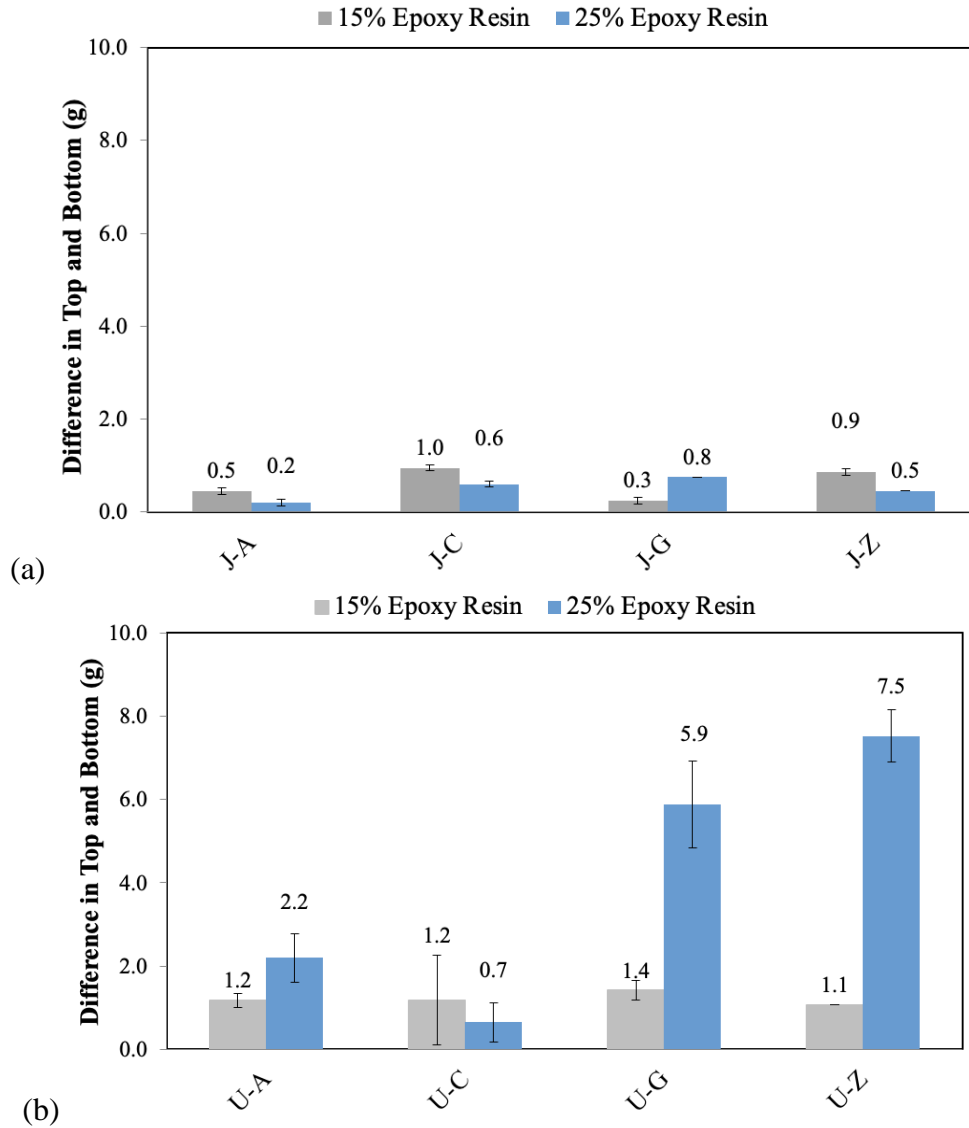 15% Epoxy Resin 25% Epoxy Resin
Difference in Top and Bottom (g)
10.0
8.0
6.0
4.0
2.0
0.0
0.5 0.2 1.0 0.6 0.3 0.8 0.9 0.5
J-A J-C J-G J-Z
(a)
15% Epoxy Resin 25% Epoxy Resin
Difference in Top and Bottom (g)
10.0
8.0
6.0
4.0
2.0
0.0
1.2 2.2 1.2 0.7 1.4 5.9 1.1 7.5
U-A U-C U-G U-Z
(b)